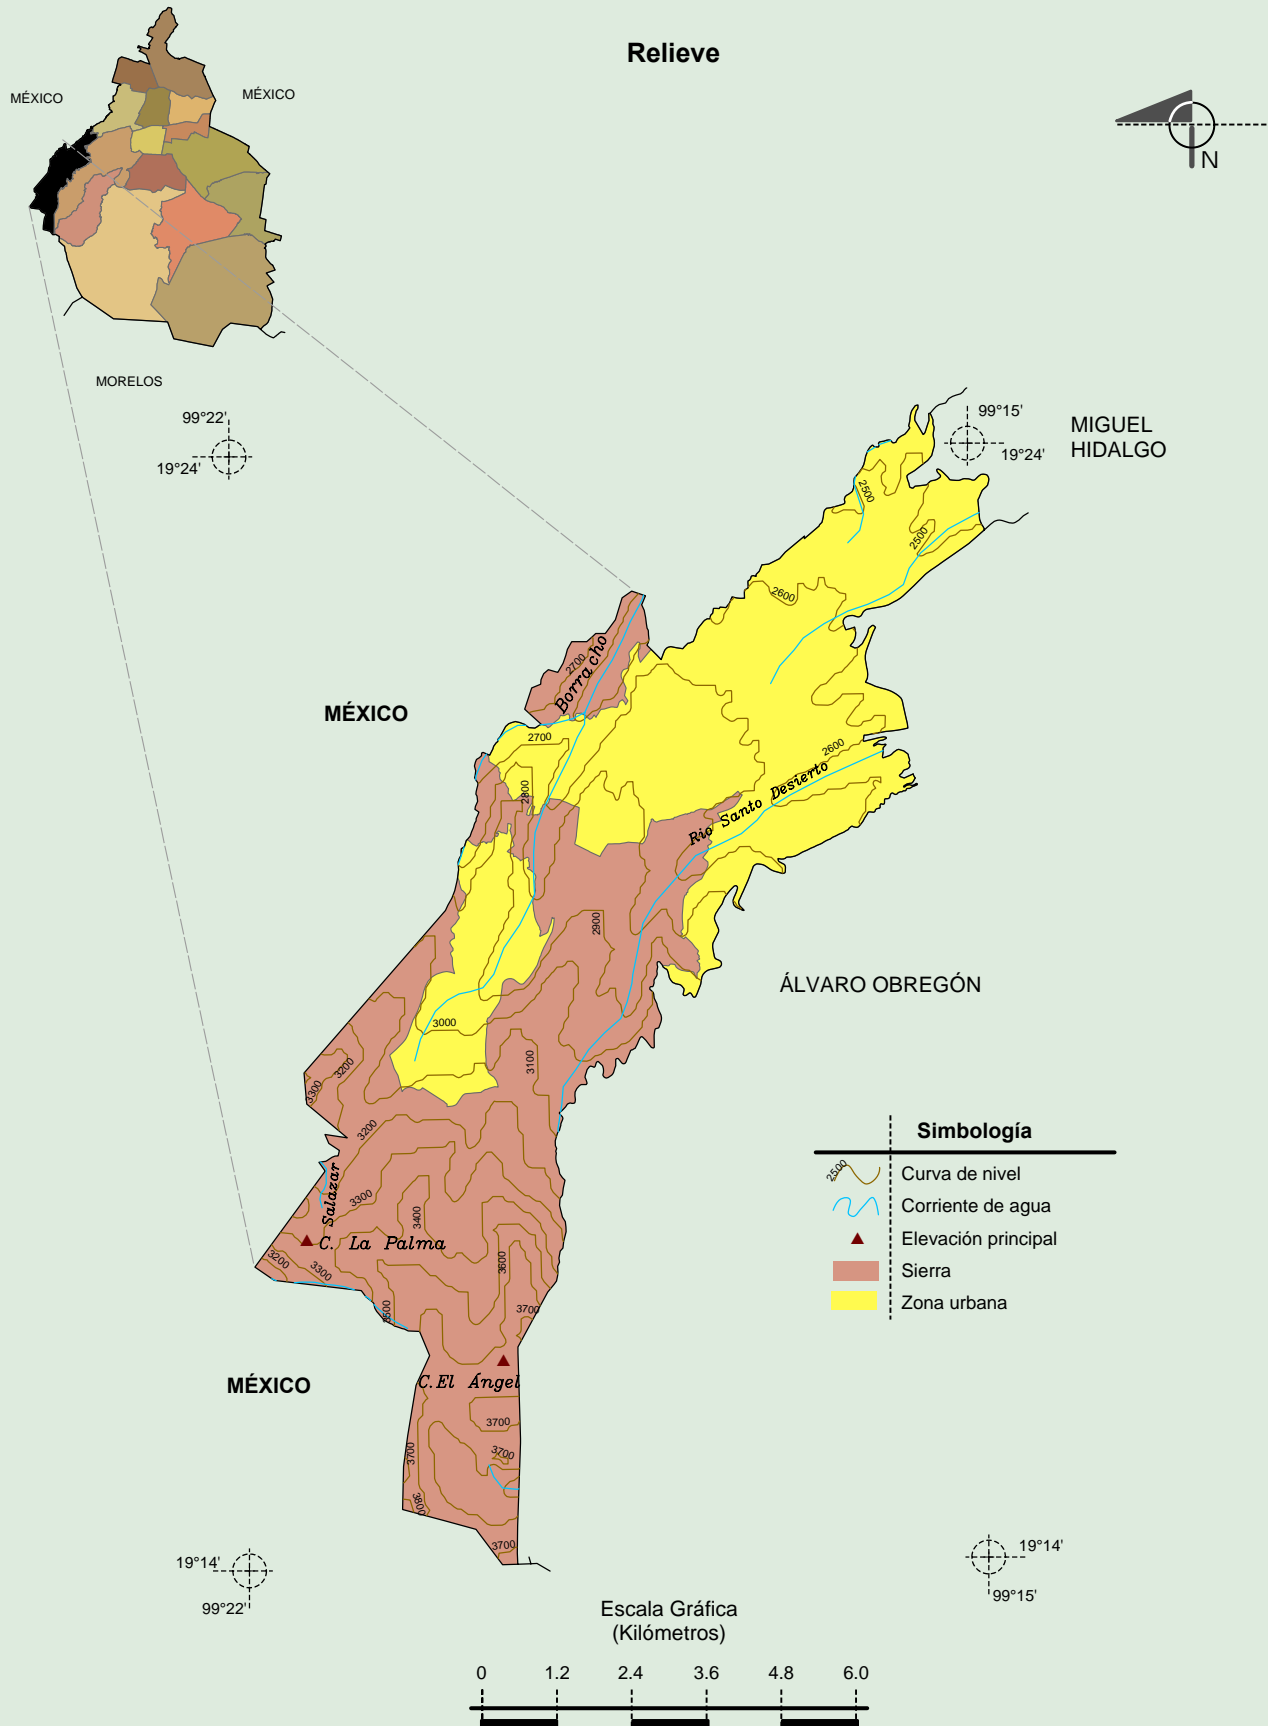 Relieve
MÉXICO
MÉXICO
MORELOS
N
99°22'
19°24'
99°15'
19°24'
MIGUEL
HIDALGO
2500
2500
2600
2700
Borracho
MÉXICO
2700
2600
2800
Rio Santo Desierto
2900
ÁLVARO OBREGÓN
3000
3100
3200
3300
3200
Salazar
3300
3400
C. La Palma
3200
3300
3600
3500
3700
MÉXICO
C. El Ángel
3700
3700
3700
3800
3700
Simbología
2500
Curva de nivel
Corriente de agua
Elevación principal
Sierra
Zona urbana
19°14'
99°22'
19°14'
99°15'
Escala Gráfica
(Kilómetros)
0 1.2 2.4 3.6 4.8 6.0